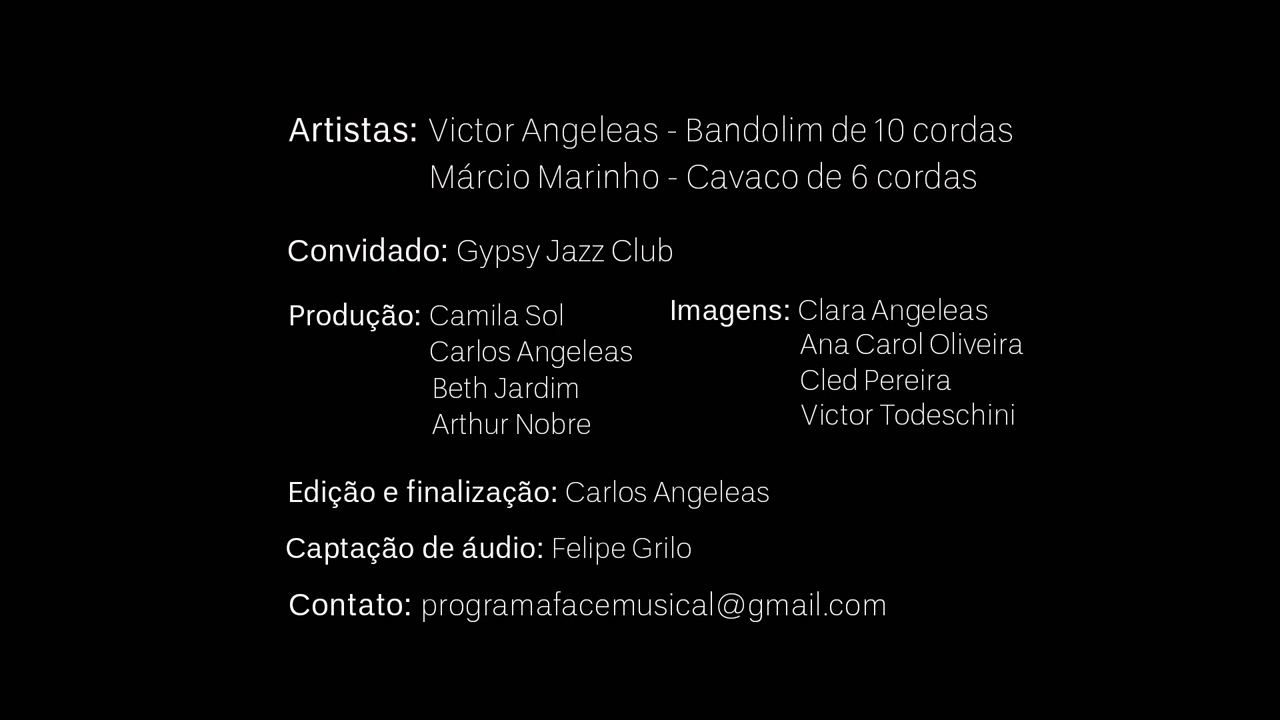 Artistas: Victor Angeleas - Bandolim de 10 cordas
Márcio Marinho - Cavaco de 6 cordas
Convidado: Gypsy Jazz Club
Produção: Camila Sol
Carlos Angeleas
Beth Jardim
Arthur Nobre
Imagens: Clara Angeleas
Ana Carol Oliveira
Cled Pereira
Victor Todeschini
Edição e finalização: Carlos Angeleas
Captação de áudio: Felipe Grilo
Contato: programafacemusical@gmail.com